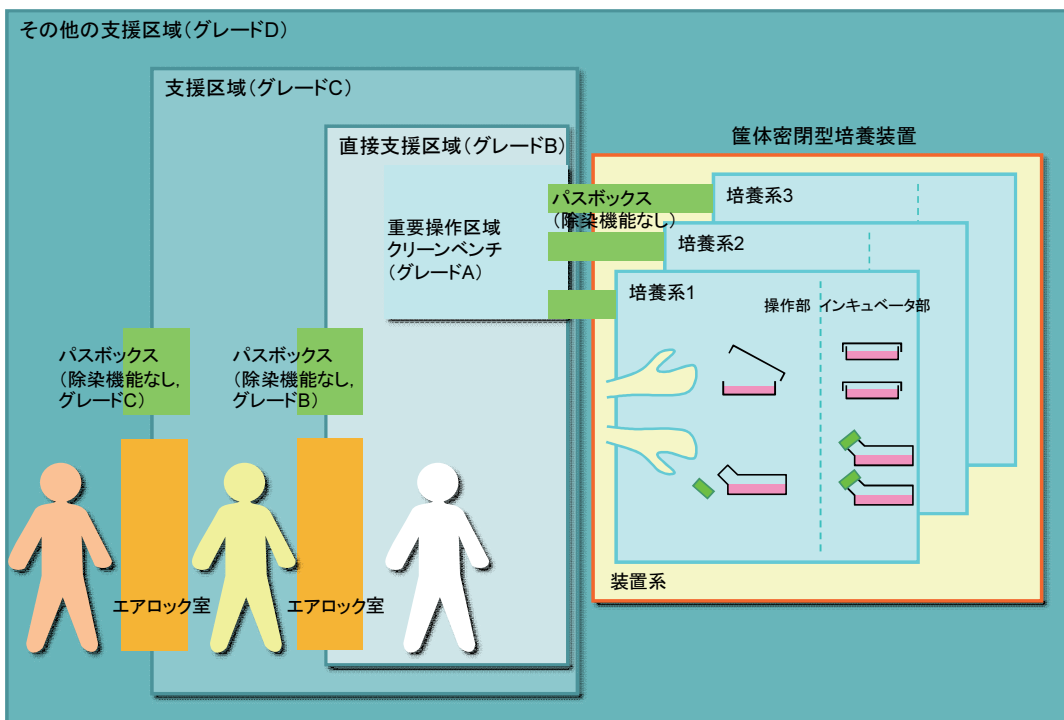 その他の支援区域(グレードD)
支援区域(グレードC)
直接支援区域(グレードB)
重要操作区域
クリーンベンチ
(グレードA)
筐体密閉型培養装置
パスボックス
(除染機能なし)
培養系3
培養系2
培養系1
操作部
インキュベータ部
パスボックス
(除染機能なし,
グレードC)
パスボックス
(除染機能なし,
グレードB)
エアロック室
エアロック室
装置系